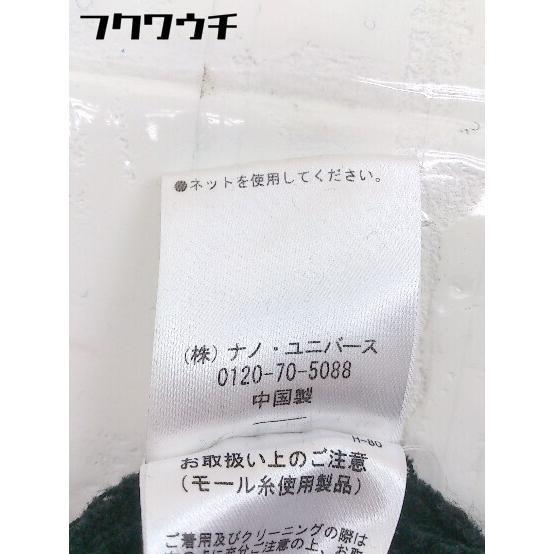 フクワウチ
●ネットを使用してください。
(株) ナノ・ユニバース
0120-70-5088
中国製
H-80
お取扱い上のご注意
(モール糸使用製品)
ご着用及びクリーニングの際は